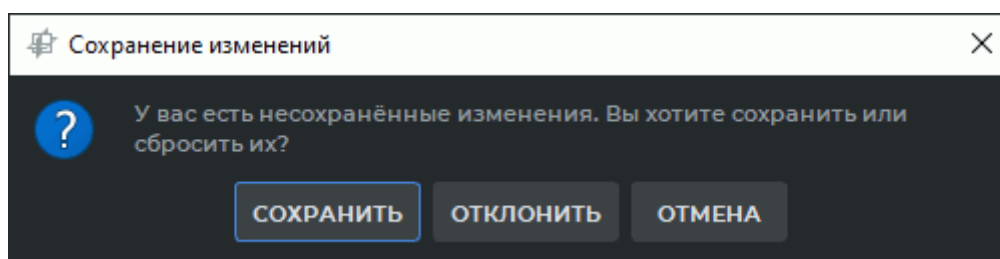 Сохранение изменений
У вас есть несохранённые изменения. Вы хотите сохранить или
сбросить их?
СОХРАНИТЬ ОТКЛОНИТЬ ОТМЕНА